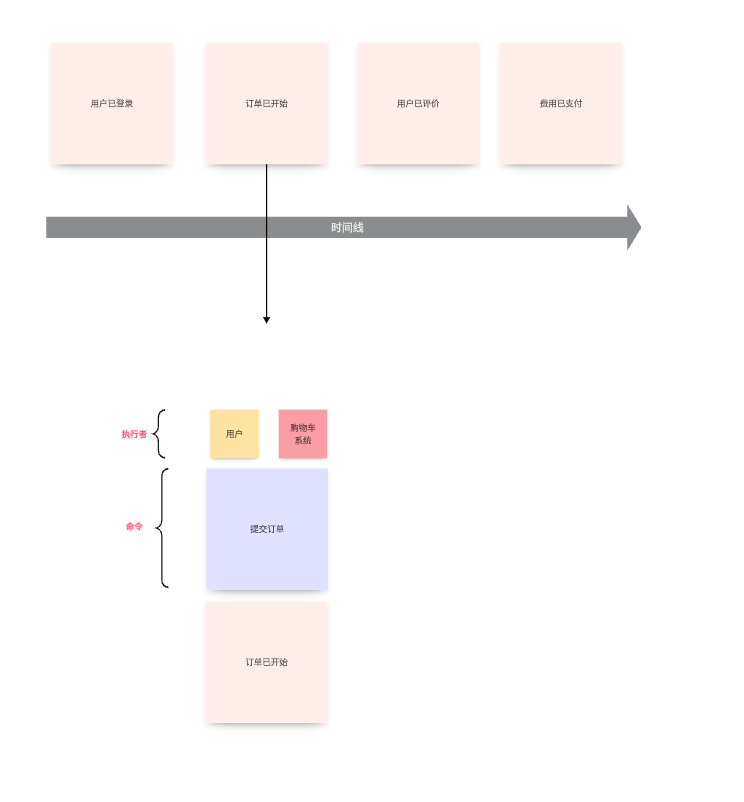 用户已登录
订单已开始
用户已评价
费用已支付
时间线
执行者
用户
购物车
系统
命令
提交订单
订单已开始